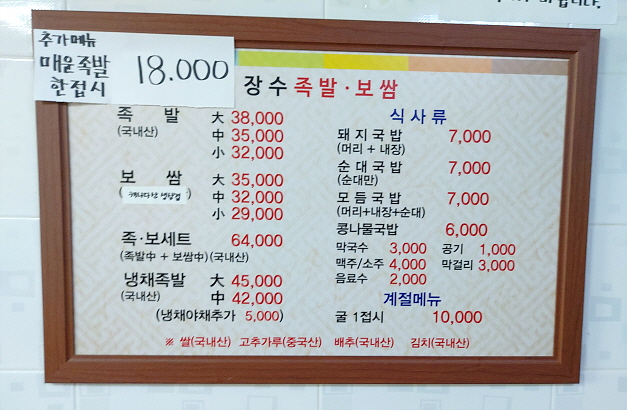 추가메뉴
매운족발 18.000
한접시
장수족발·보쌈
족 발 大 38,000
(국내산) 中 35,000
小 32,000
보 쌈 大 35,000
中 32,000
小 29,000
족·보세트 64,000
(족발中 + 보쌈中)(국내산)
냉채족발 大 45,000
(국내산) 中 42,000
(냉채야채추가 5,000)
식사류
돼지국밥 7,000
(머리 + 내장)
순대국밥 7,000
(순대만)
모듬국밥 7,000
(머리+내장+순대)
콩나물국밥 6,000
막국수 3,000 공기 1,000
맥주/소주 4,000 막걸리 3,000
음료수 2,000
계절메뉴
굴 1접시 10,000
※ 쌀(국내산) 고추가루(중국산) 배추(국내산) 김치(국내산)